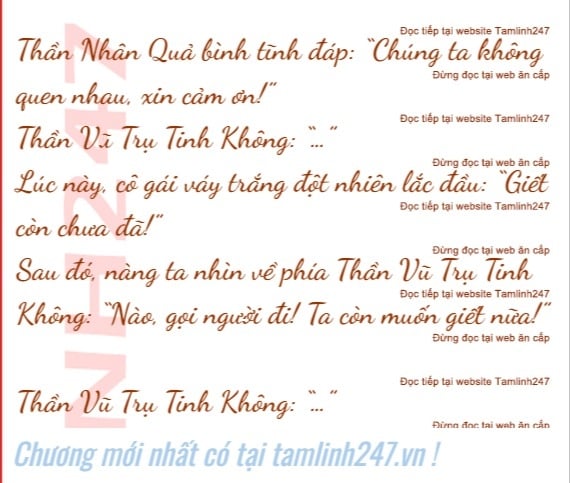 Đọc tiếp tại website Tamlinh247
Thần Nhân Quả bình tĩnh đáp: “Chúng ta không
Đừng đọc tại web ăn cắp
quen nhau, xin cảm ơn!”
Đọc tiếp tại website Tamlinh247
Thần Vũ Trụ Tinh Không: “…”
Đừng đọc tại web ăn cắp
Lúc này, cô gái váy trắng đột nhiên lắc đầu: “Giết
Đọc tiếp tại website Tamlinh247
còn chưa đã!”
Đừng đọc tại web ăn cắp
Sau đó, nàng ta nhìn về phía Thần Vũ Trụ Tinh
Đọc tiếp tại website Tamlinh247
Không: “Nào, gọi người đi! Ta còn muốn giết nữa!”
Đừng đọc tại web ăn cắp
Đọc tiếp tại website Tamlinh247
Thần Vũ Trụ Tinh Không: “…”
Đừng đọc tại web ăn cắp
NH247
Chương mới nhất có tại tamlinh247.vn !